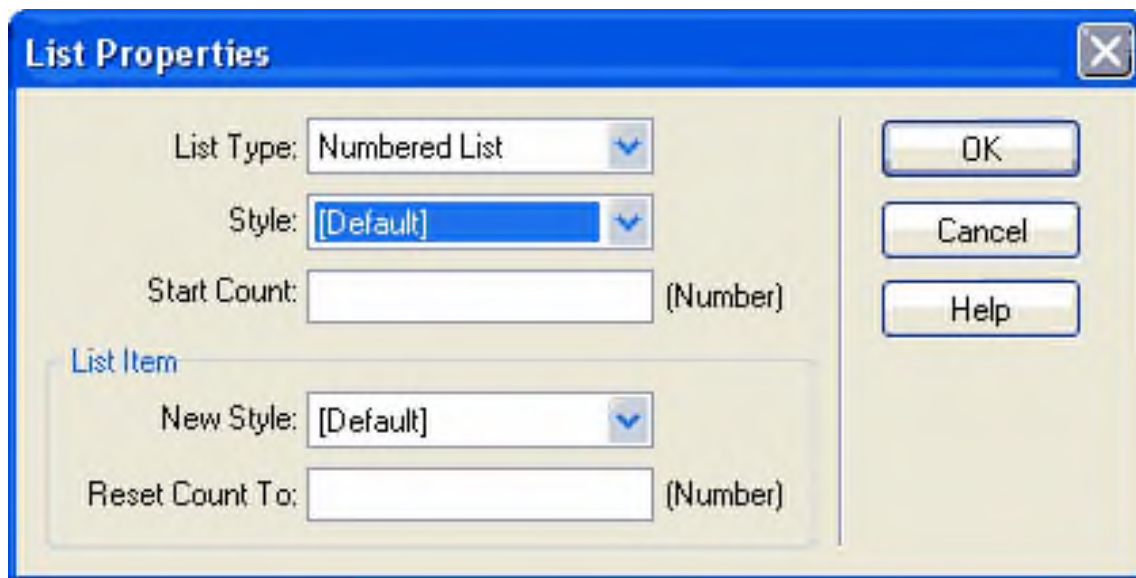 List Properties
List Type: Numbered List
OK
Style: [Default]
Cancel
Start Count: (Number)
Help
List Item
New Style: [Default]
Reset Count To: (Number)